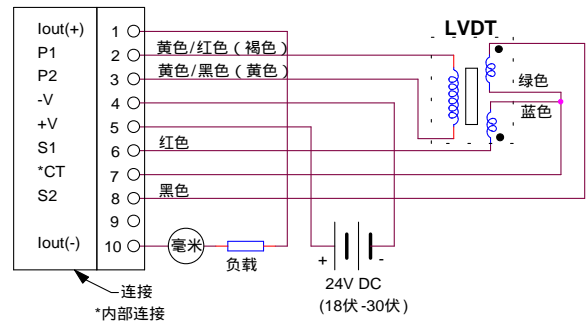 LVDT
Iout(+) 1
P1 2 黄色/红色（褐色）
P2 3 黄色/黑色（黄色）
-V 4
+V 5
S1 6 红色
*CT 7
S2 8 黑色
9
Iout(-) 10 毫米
绿色
蓝色
负载
+ -
24V DC
(18伏-30伏)
连接
*内部连接